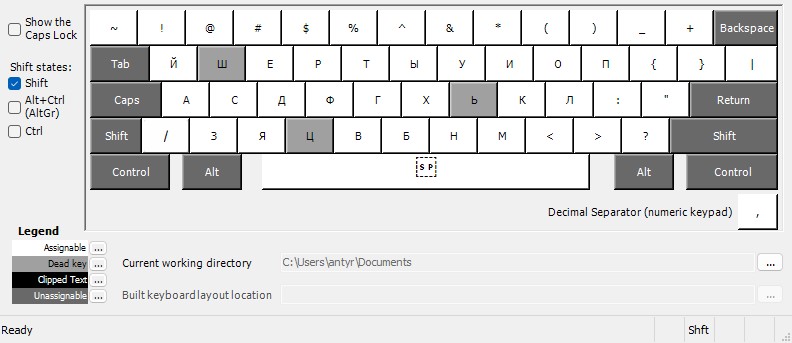 Show the
Caps Lock
Shift states:
Shift
Alt+Ctrl
(AltGr)
Ctrl
~ ! @ # $ % ^ & * ( ) _ + Backspace
Tab Й Ш Е Р Т Ы У И О П { } |
Caps А С Д Ф Г Х Ь К Л : " Return
Shift / З Я Ц В Б Н М < > ? Shift
Control Alt SP Alt Control
Decimal Separator (numeric keypad) ,
Legend
Assignable ...
Dead key ...
Clipped Text ...
Unassignable ...
Current working directory C:\Users\antyr\Documents ...
Built keyboard layout location ...
Ready Shft